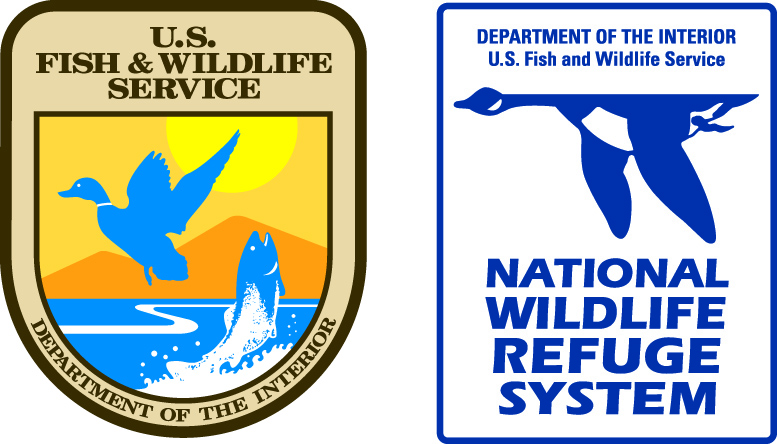 U.S.
FISH & WILDLIFE
SERVICE
DEPARTMENT OF THE INTERIOR
DEPARTMENT OF THE INTERIOR
U.S. Fish and Wildlife Service
NATIONAL
WILDLIFE
REFUGE
SYSTEM